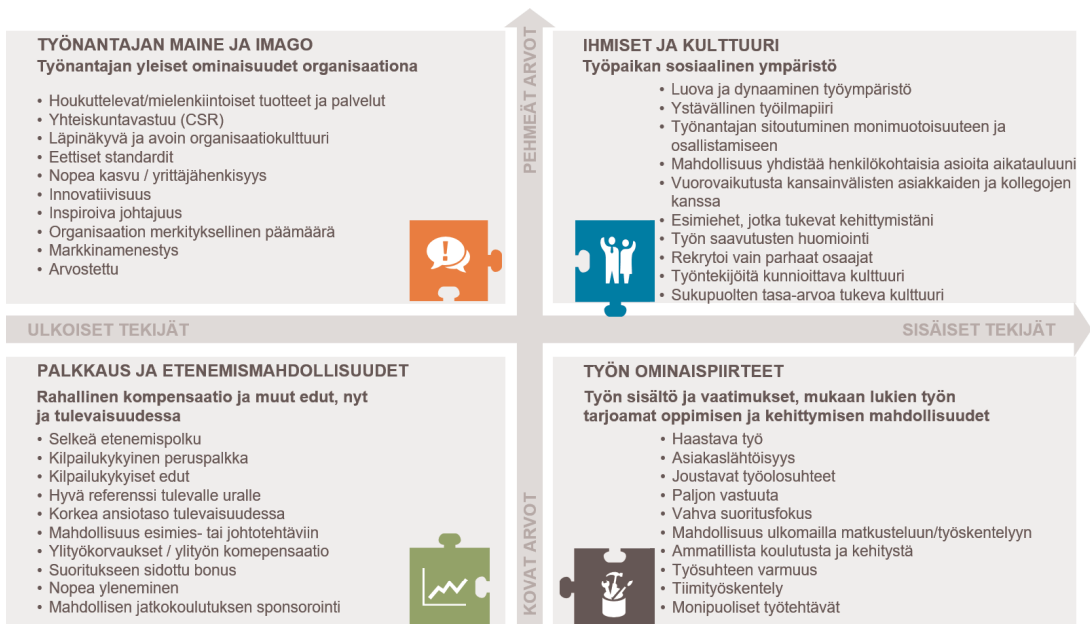 TYÖNANTAJAN MAINE JA IMAGO
Työnantajan yleiset ominaisuudet organisaationa
• Houkuttelevat/mielenkiintoiset tuotteet ja palvelut
• Yhteiskuntavastuu (CSR)
• Läpinäkyvä ja avoin organisaatiokulttuuri
• Eettiset standardit
• Nopea kasvu / yrittäjähenkisyys
• Innovatiivisuus
• Inspiroiva johtajuus
• Organisaation merkityksellinen päämäärä
• Markkinamenestys
• Arvostettu
PEHMEÄT ARVOT
IHMISET JA KULTTUURI
Työpaikan sosiaalinen ympäristö
• Luova ja dynaaminen työympäristö
• Ystävällinen työilmapiiri
• Työnantajan sitoutuminen monimuotoisuuteen ja
osallistamiseen
• Mahdollisuus yhdistää henkilökohtaisia asioita aikatauluuni
• Vuorovaikutusta kansainvälisten asiakkaiden ja kollegojen
kanssa
• Esimiehet, jotka tukevat kehittymistäni
• Työn saavutusten huomiointi
• Rekrytoi vain parhaat osaajat
• Työntekijöitä kunnioittava kulttuuri
• Sukupuolten tasa-arvoa tukeva kulttuuri
ULKOISET TEKIJÄT
SISÄISET TEKIJÄT
PALKKAUS JA ETENEMISMAHDOLLISUUDET
Rahallinen kompensaatio ja muut edut, nyt
ja tulevaisuudessa
• Selkeä etenemispolku
• Kilpailukykyinen peruspalkka
• Kilpailukykyiset edut
• Hyvä referenssi tulevalle uralle
• Korkea ansiotaso tulevaisuudessa
• Mahdollisuus esimies- tai johtotehtäviin
• Ylityökorvaukset / ylityön komepensaatio
• Suoritukseen sidottu bonus
• Nopea yleneminen
• Mahdollisen jatkokoulutuksen sponsorointi
KOVAT ARVOT
TYÖN OMINAISPIIRTEET
Työn sisältö ja vaatimukset, mukaan lukien työn
tarjoamat oppimisen ja kehittymisen mahdollisuudet
• Haastava työ
• Asiakaslähtöisyys
• Joustavat työolosuhteet
• Paljon vastuuta
• Vahva suoritusfokus
• Mahdollisuus ulkomailla matkusteluun/työskentelyyn
• Ammatillista koulutusta ja kehitystä
• Työsuhteen varmuus
• Tiimityöskentely
• Monipuoliset työtehtävät